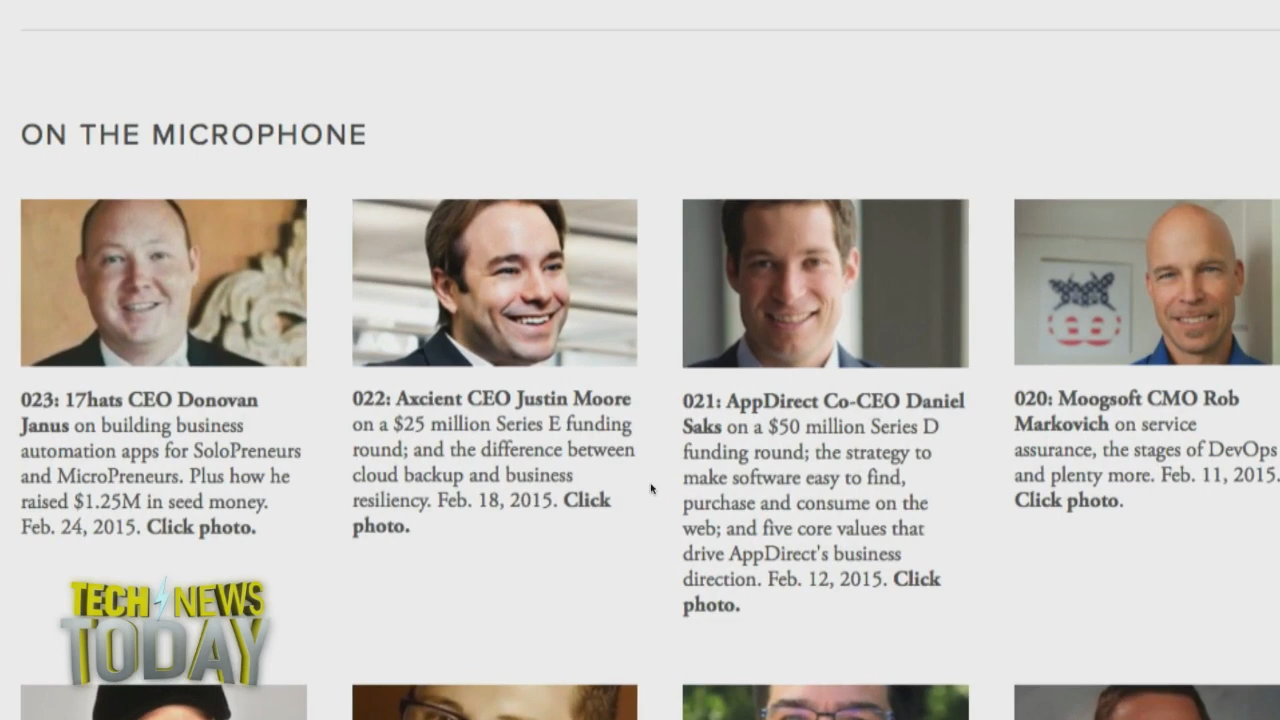 ON THE MICROPHONE
023: 17hats CEO Donovan
Janus on building business
automation apps for SoloPreneurs
and MicroPreneurs. Plus how he
raised $1.25M in seed money.
Feb. 24, 2015. Click photo.
022: Axcient CEO Justin Moore
on a $25 million Series E funding
round; and the difference between
cloud backup and business
resiliency. Feb. 18, 2015. Click
photo.
021: AppDirect Co-CEO Daniel
Saks on a $50 million Series D
funding round; the strategy to
make software easy to find,
purchase and consume on the
web; and five core values that
drive AppDirect's business
direction. Feb. 12, 2015. Click
photo.
020: Moogsoft CMO Rob
Markovich on service
assurance, the stages of DevOps
and plenty more. Feb. 11, 2015.
Click photo.
TECH NEWS
TODAY